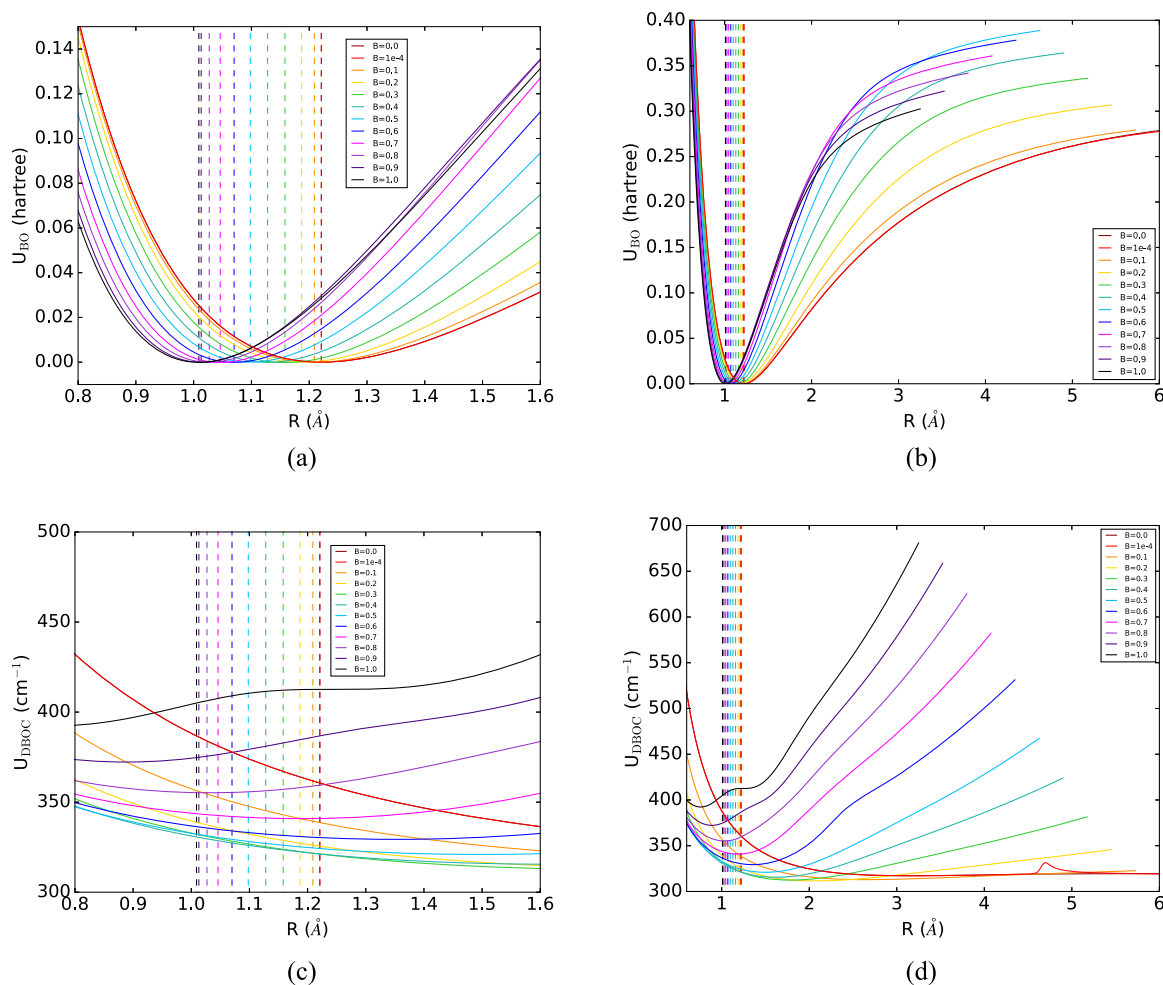 0.14
0.12
0.10
0.08
0.06
0.04
0.02
0.00
U_BO (hartree)
0.8 0.9 1.0 1.1 1.2 1.3 1.4 1.5 1.6
R (Å)
B=0.0
B=1e-4
B=0.1
B=0.2
B=0.3
B=0.4
B=0.5
B=0.6
B=0.7
B=0.8
B=0.9
B=1.0
(a)
0.40
0.35
0.30
0.25
0.20
0.15
0.10
0.05
0.00
U_BO (hartree)
1 2 3 4 5 6
R (Å)
B=0.0
B=1e-4
B=0.1
B=0.2
B=0.3
B=0.4
B=0.5
B=0.6
B=0.7
B=0.8
B=0.9
B=1.0
(b)
500
450
400
350
300
U_DBOC (cm⁻¹)
0.8 0.9 1.0 1.1 1.2 1.3 1.4 1.5 1.6
R (Å)
B=0.0
B=1e-4
B=0.1
B=0.2
B=0.3
B=0.4
B=0.5
B=0.6
B=0.7
B=0.8
B=0.9
B=1.0
(c)
700
650
600
550
500
450
400
350
300
U_DBOC (cm⁻¹)
1 2 3 4 5 6
R (Å)
B=0.0
B=1e-4
B=0.1
B=0.2
B=0.3
B=0.4
B=0.5
B=0.6
B=0.7
B=0.8
B=0.9
B=1.0
(d)